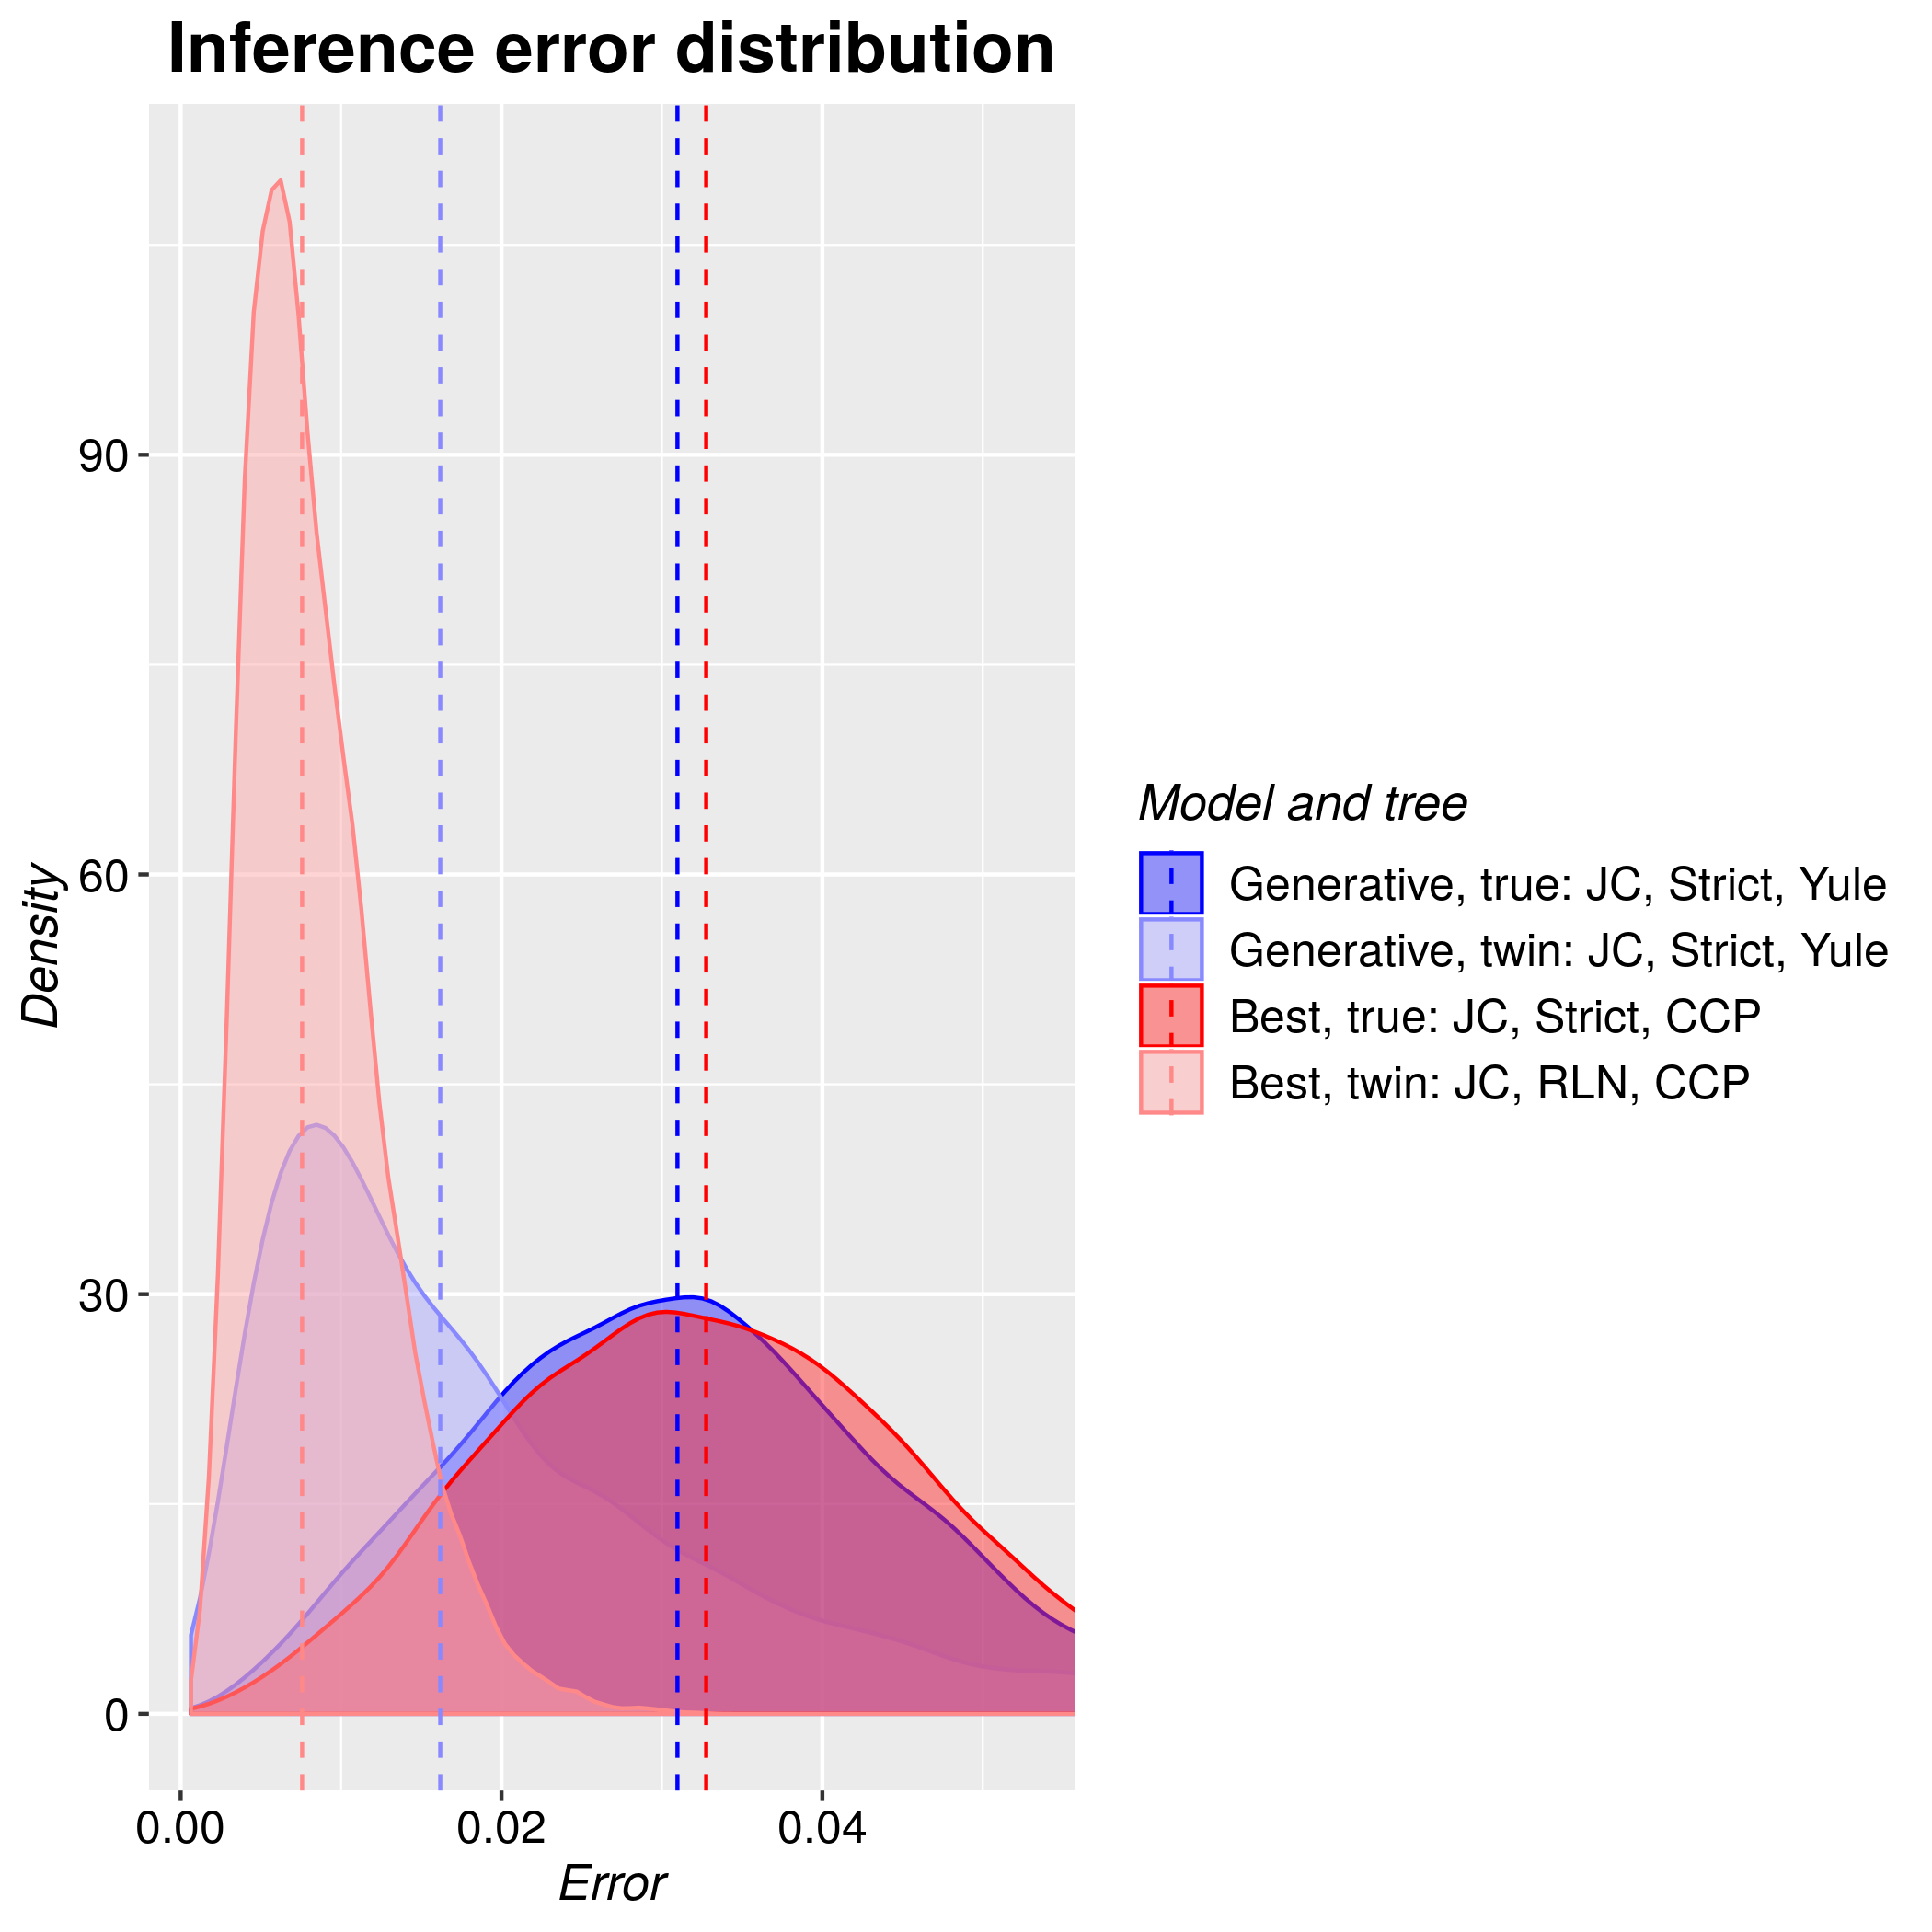 Inference error distribution
90
60
30
0
Density
0.00 0.02 0.04
Error
Model and tree
Generative, true: JC, Strict, Yule
Generative, twin: JC, Strict, Yule
Best, true: JC, Strict, CCP
Best, twin: JC, RLN, CCP